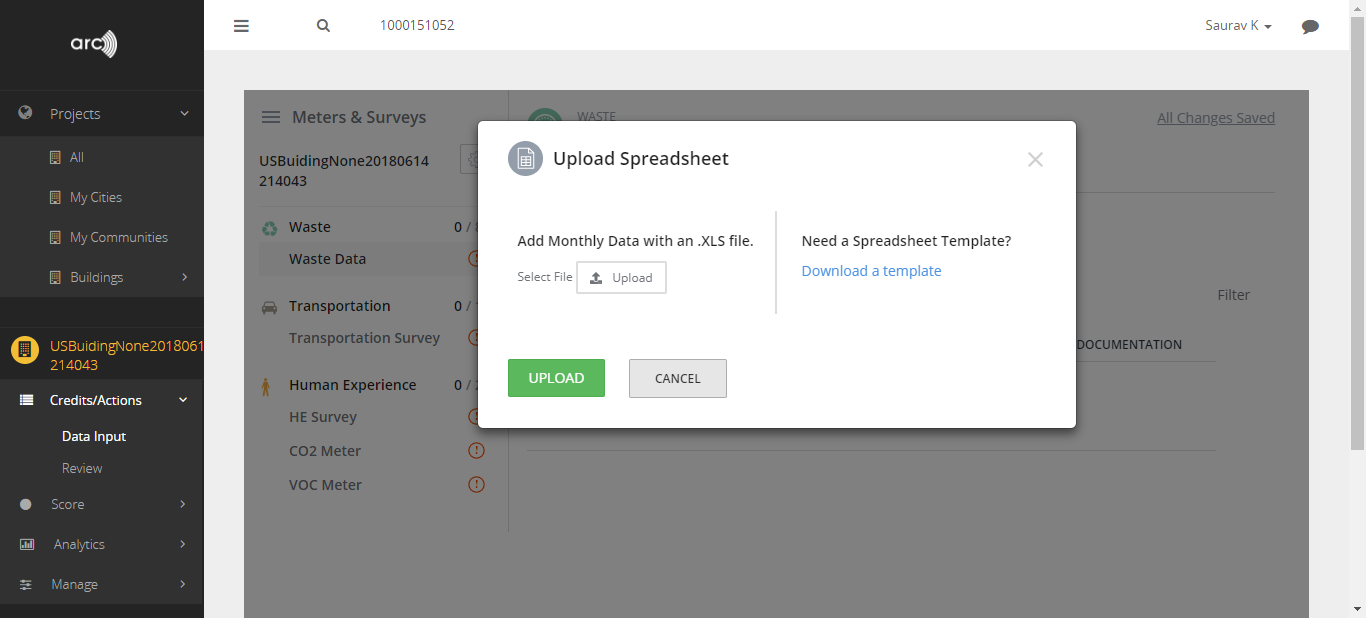 arc
1000151052
Saurav K
Projects
All
My Cities
My Communities
Buildings
USBuidingNone2018061
214043
Credits/Actions
Data Input
Review
Score
Analytics
Manage
Meters & Surveys
USBuidingNone20180614
214043
Waste
0 /
Waste Data
Transportation
0 /
Transportation Survey
Human Experience
0 /
HE Survey
CO2 Meter
VOC Meter
WASTE
All Changes Saved
Filter
DOCUMENTATION
Upload Spreadsheet
Add Monthly Data with an .XLS file.
Select File Upload
Need a Spreadsheet Template?
Download a template
UPLOAD
CANCEL